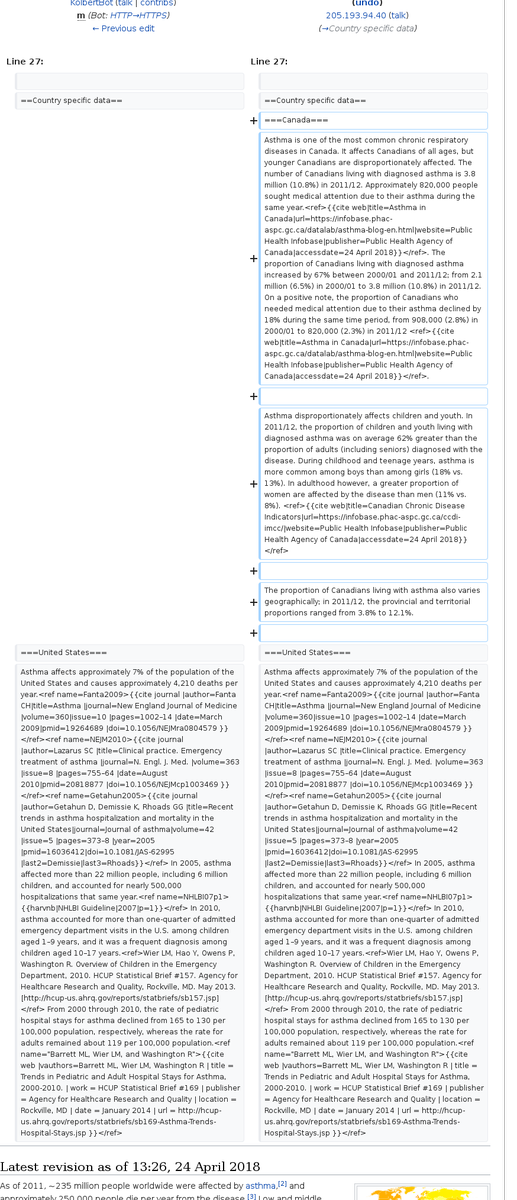 KolbertBot (talk | contribs)
m (Bot: HTTP→HTTPS)
← Previous edit
(undo)
205.193.94.40 (talk)
(→Country specific data)
Line 27:
Line 27:
==Country specific data==
==Country specific data==
+ ===Canada===
+
Asthma is one of the most common chronic respiratory
diseases in Canada. It affects Canadians of all ages, but
younger Canadians are disproportionately affected. The
number of Canadians living with diagnosed asthma is 3.8
million (10.8%) in 2011/12. Approximately 820,000 people
sought medical attention due to their asthma during the
same year.<ref>{{cite web|title=Asthma in
Canada|url=https://infobase.phac-
aspc.gc.ca/datalab/asthma-blog-en.html|website=Public
Health Infobase|publisher=Public Health Agency of
Canada|accessdate=24 April 2018}}</ref>. The
proportion of Canadians living with diagnosed asthma
increased by 67% between 2000/01 and 2011/12; from 2.1
million (6.5%) in 2000/01 to 3.8 million (10.8%) in 2011/12.
On a positive note, the proportion of Canadians who
needed medical attention due to their asthma declined by
18% during the same time period, from 908,000 (2.8%) in
2000/01 to 820,000 (2.3%) in 2011/12 <ref>{{cite
web|title=Asthma in Canada|url=https://infobase.phac-
aspc.gc.ca/datalab/asthma-blog-en.html|website=Public
Health Infobase|publisher=Public Health Agency of
Canada|accessdate=24 April 2018}}</ref>.
+
+
Asthma disproportionately affects children and youth. In
2011/12, the proportion of children and youth living with
diagnosed asthma was on average 62% greater than the
proportion of adults (including seniors) diagnosed with the
disease. During childhood and teenage years, asthma is
more common among boys than among girls (18% vs.
13%). In adulthood however, a greater proportion of
women are affected by the disease than men (11% vs.
8%). <ref>{{cite web|title=Canadian Chronic Disease
Indicators|url=https://infobase.phac-aspc.gc.ca/ccdi-
imcc/|website=Public Health Infobase|publisher=Public
Health Agency of Canada|accessdate=24 April 2018}}
</ref>
+
+
The proportion of Canadians living with asthma also varies
geographically; in 2011/12, the provincial and territorial
proportions ranged from 3.8% to 12.1%.
+
===United States===
Asthma affects approximately 7% of the population of the
United States and causes approximately 4,210 deaths per
year.<ref name=Fanta2009>{{cite journal |author=Fanta
CH|title=Asthma |journal=New England Journal of Medicine
|volume=360|issue=10 |pages=1002–14 |date=March
2009|pmid=19264689 |doi=10.1056/NEJMra0804579 }}
</ref><ref name=NEJM2010>{{cite journal
|author=Lazarus SC |title=Clinical practice. Emergency
treatment of asthma |journal=N. Engl. J. Med. |volume=363
|issue=8 |pages=755–64 |date=August
2010|pmid=20818877 |doi=10.1056/NEJMcp1003469 }}
</ref><ref name=Getahun2005>{{cite journal
|author=Getahun D, Demissie K, Rhoads GG |title=Recent
trends in asthma hospitalization and mortality in the
United States|journal=Journal of asthma|volume=42
|issue=5 |pages=373–8 |year=2005
|pmid=16036412|doi=10.1081/JAS-62995
|last2=Demissie|last3=Rhoads}}</ref> In 2005, asthma
affected more than 22 million people, including 6 million
children, and accounted for nearly 500,000
hospitalizations that same year.<ref name=NHLBI07p1>
{{harvnb|NHLBI Guideline|2007|p=1}}</ref> In 2010,
asthma accounted for more than one-quarter of admitted
emergency department visits in the U.S. among children
aged 1–9 years, and it was a frequent diagnosis among
children aged 10–17 years.<ref>Wier LM, Hao Y, Owens P,
Washington R. Overview of Children in the Emergency
Department, 2010. HCUP Statistical Brief #157. Agency for
Healthcare Research and Quality, Rockville, MD. May 2013.
[http://hcup-us.ahrq.gov/reports/statbriefs/sb157.jsp]
</ref> From 2000 through 2010, the rate of pediatric
hospital stays for asthma declined from 165 to 130 per
100,000 population, respectively, whereas the rate for
adults remained about 119 per 100,000 population.<ref
name="Barrett ML, Wier LM, and Washington R">{{cite
web |vauthors=Barrett ML, Wier LM, Washington R | title =
Trends in Pediatric and Adult Hospital Stays for Asthma,
2000-2010. | work = HCUP Statistical Brief #169 | publisher
= Agency for Healthcare Research and Quality | location =
Rockville, MD | date = January 2014 | url = http://hcup-
us.ahrq.gov/reports/statbriefs/sb169-Asthma-Trends-
Hospital-Stays.jsp }}</ref>
===United States===
Asthma affects approximately 7% of the population of the
United States and causes approximately 4,210 deaths per
year.<ref name=Fanta2009>{{cite journal |author=Fanta
CH|title=Asthma |journal=New England Journal of Medicine
|volume=360|issue=10 |pages=1002–14 |date=March
2009|pmid=19264689 |doi=10.1056/NEJMra0804579 }}
</ref><ref name=NEJM2010>{{cite journal
|author=Lazarus SC |title=Clinical practice. Emergency
treatment of asthma |journal=N. Engl. J. Med. |volume=363
|issue=8 |pages=755–64 |date=August
2010|pmid=20818877 |doi=10.1056/NEJMcp1003469 }}
</ref><ref name=Getahun2005>{{cite journal
|author=Getahun D, Demissie K, Rhoads GG |title=Recent
trends in asthma hospitalization and mortality in the
United States|journal=Journal of asthma|volume=42
|issue=5 |pages=373–8 |year=2005
|pmid=16036412|doi=10.1081/JAS-62995
|last2=Demissie|last3=Rhoads}}</ref> In 2005, asthma
affected more than 22 million people, including 6 million
children, and accounted for nearly 500,000
hospitalizations that same year.<ref name=NHLBI07p1>
{{harvnb|NHLBI Guideline|2007|p=1}}</ref> In 2010,
asthma accounted for more than one-quarter of admitted
emergency department visits in the U.S. among children
aged 1–9 years, and it was a frequent diagnosis among
children aged 10–17 years.<ref>Wier LM, Hao Y, Owens P,
Washington R. Overview of Children in the Emergency
Department, 2010. HCUP Statistical Brief #157. Agency for
Healthcare Research and Quality, Rockville, MD. May 2013.
[http://hcup-us.ahrq.gov/reports/statbriefs/sb157.jsp]
</ref> From 2000 through 2010, the rate of pediatric
hospital stays for asthma declined from 165 to 130 per
100,000 population, respectively, whereas the rate for
adults remained about 119 per 100,000 population.<ref
name="Barrett ML, Wier LM, and Washington R">{{cite
web |vauthors=Barrett ML, Wier LM, Washington R | title =
Trends in Pediatric and Adult Hospital Stays for Asthma,
2000-2010. | work = HCUP Statistical Brief #169 | publisher
= Agency for Healthcare Research and Quality | location =
Rockville, MD | date = January 2014 | url = http://hcup-
us.ahrq.gov/reports/statbriefs/sb169-Asthma-Trends-
Hospital-Stays.jsp }}</ref>
Latest revision as of 13:26, 24 April 2018
As of 2011, ~235 million people worldwide were affected by asthma,[2] and
approximately 250,000 people die per year from the disease.[3] Low and middle